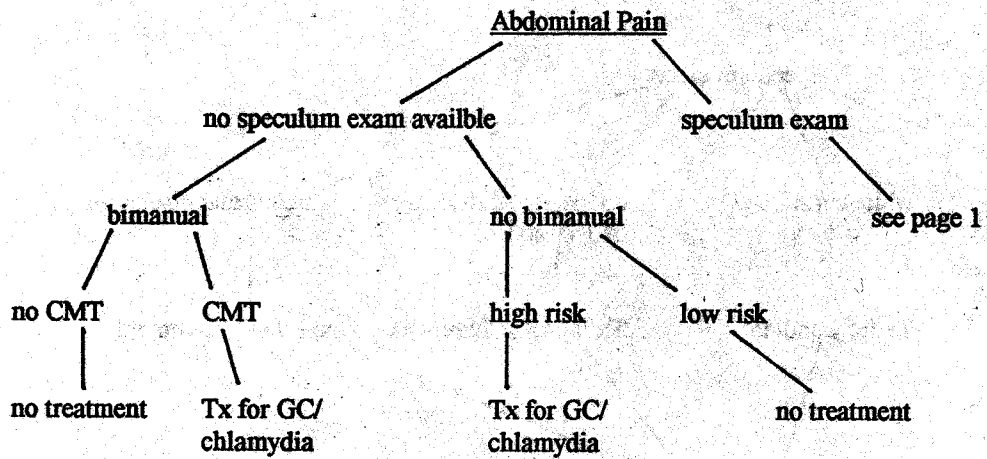 Abdominal Pain
no speculum exam availble
speculum exam
bimanual
no bimanual
see page 1
no CMT
CMT
high risk
low risk
no treatment
Tx for GC/
chlamydia
Tx for GC/
chlamydia
no treatment